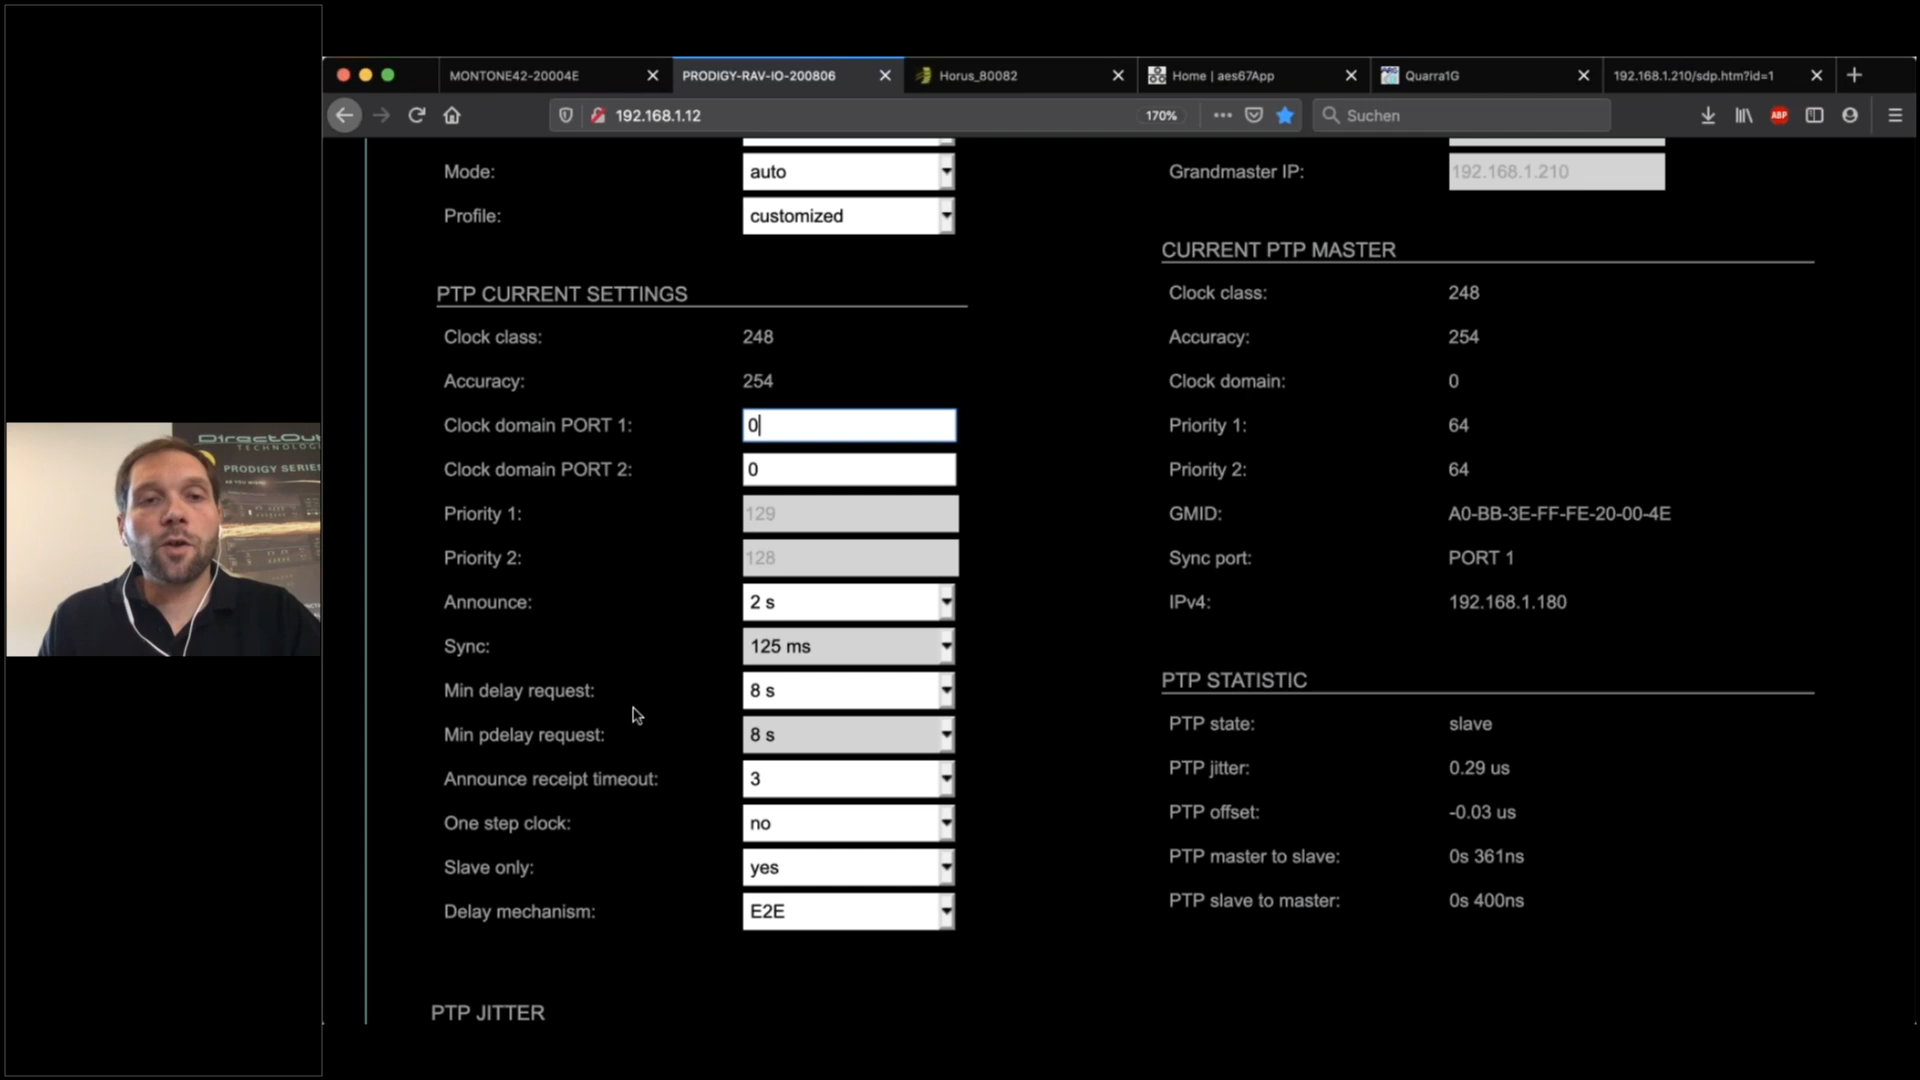 MONTONE42-20004E
PRODIGY-RAV-IO-200806
Horus_80082
Home | aes67App
Quarra1G
192.168.1.210/sdp.htm?id=1
192.168.1.12
170%
Suchen
ABP
Mode:
auto
Profile:
customized
PTP CURRENT SETTINGS
Clock class:
248
Accuracy:
254
Clock domain PORT 1:
0
Clock domain PORT 2:
0
Priority 1:
129
Priority 2:
128
Announce:
2 s
Sync:
125 ms
Min delay request:
8 s
Min pdelay request:
8 s
Announce receipt timeout:
3
One step clock:
no
Slave only:
yes
Delay mechanism:
E2E
PTP JITTER
Grandmaster IP:
192.168.1.210
CURRENT PTP MASTER
Clock class:
248
Accuracy:
254
Clock domain:
0
Priority 1:
64
Priority 2:
64
GMID:
A0-BB-3E-FF-FE-20-00-4E
Sync port:
PORT 1
IPv4:
192.168.1.180
PTP STATISTIC
PTP state:
slave
PTP jitter:
0.29 us
PTP offset:
-0.03 us
PTP master to slave:
0s 361ns
PTP slave to master:
0s 400ns
DirectOu
TECHNOLOG
PRODIGY SERIE